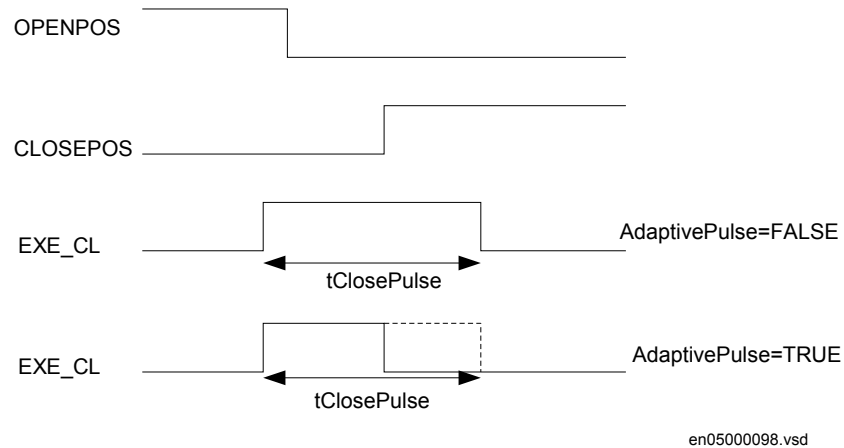 OPENPOS
CLOSEPOS
EXE_CL
AdaptivePulse=FALSE
tClosePulse
EXE_CL
AdaptivePulse=TRUE
tClosePulse
en05000098.vsd